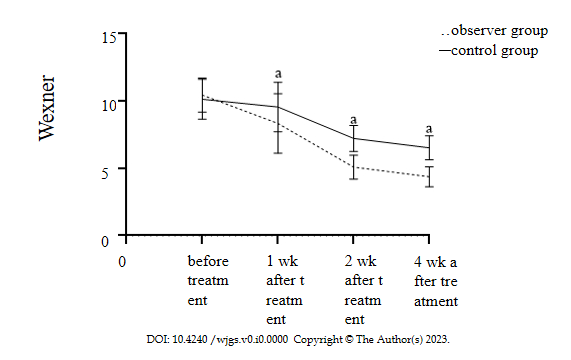 ..observer group
—control group
Wexner
15
10
5
0
a
a
a
0
before
treatm
ent
1 wk
after t
reatm
ent
2 wk
after t
reatm
ent
4 wk a
fter tre
atment
DOI: 10.4240 /wjgs.v0.i0.0000 Copyright © The Author(s) 2023.